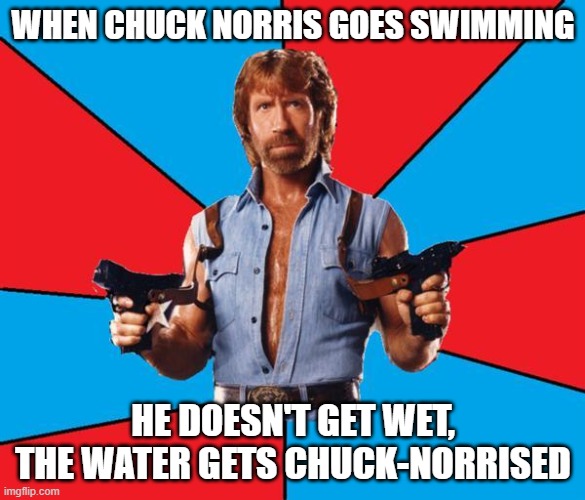 WHEN CHUCK NORRIS GOES SWIMMING
HE DOESN'T GET WET,
THE WATER GETS CHUCK-NORRISED
imgflip.com